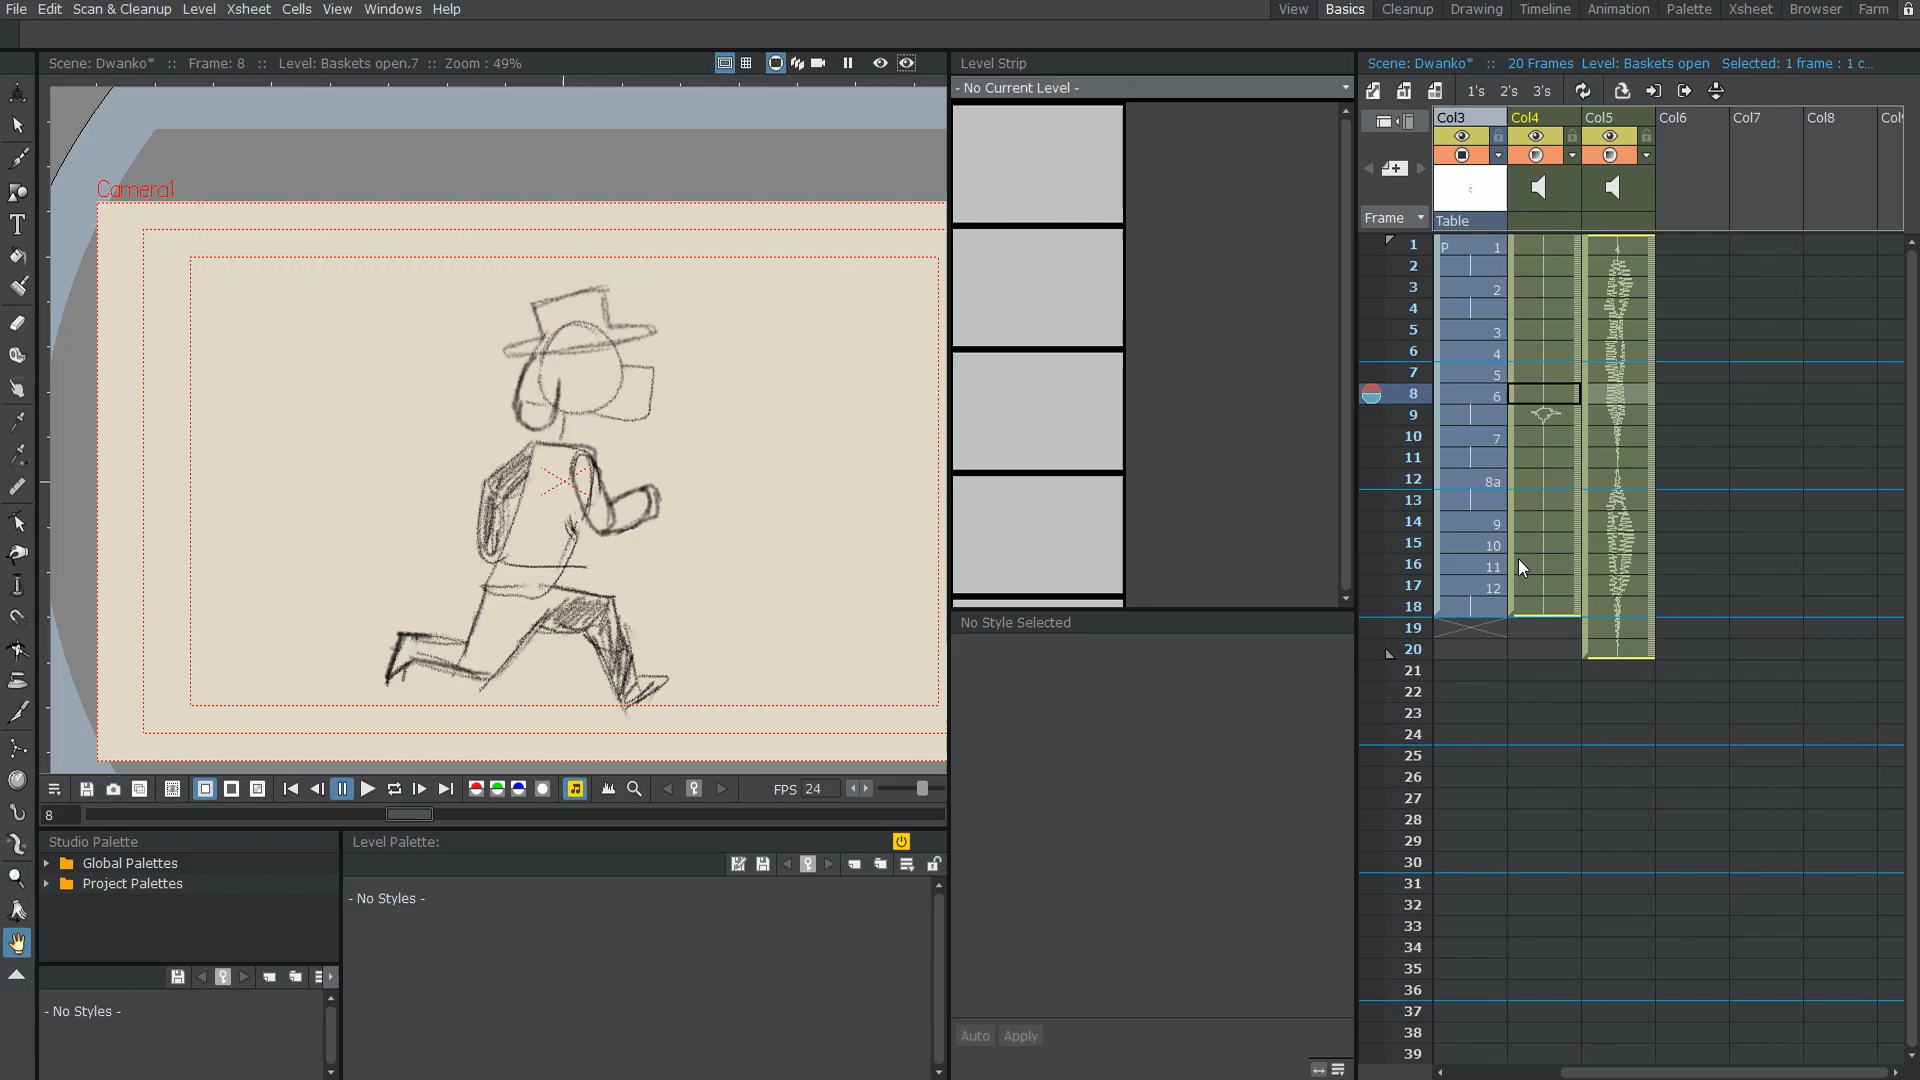 File Edit Scan & Cleanup Level Xsheet Cells View Windows Help
View Basics Cleanup Drawing Timeline Animation Palette Xsheet Browser Farm
Scene: Dwanko* :: Frame: 8 :: Level: Baskets open.7 :: Zoom : 49%
Camera1
8
FPS 24
Studio Palette
Global Palettes
Project Palettes
- No Styles -
Level Palette:
- No Styles -
Level Strip
- No Current Level -
No Style Selected
Auto Apply
Scene: Dwanko* :: 20 Frames Level: Baskets open Selected: 1 frame : 1 c...
1's 2's 3's
Col3 Col4 Col5 Col6 Col7 Col8
Frame Table
1 P 1
2
3 2
4
5 3
6 4
7 5
8 6
9
10 7
11
12 8a
13
14 9
15 10
16 11
17 12
18
19
20
21
22
23
24
25
26
27
28
29
30
31
32
33
34
35
36
37
38
39